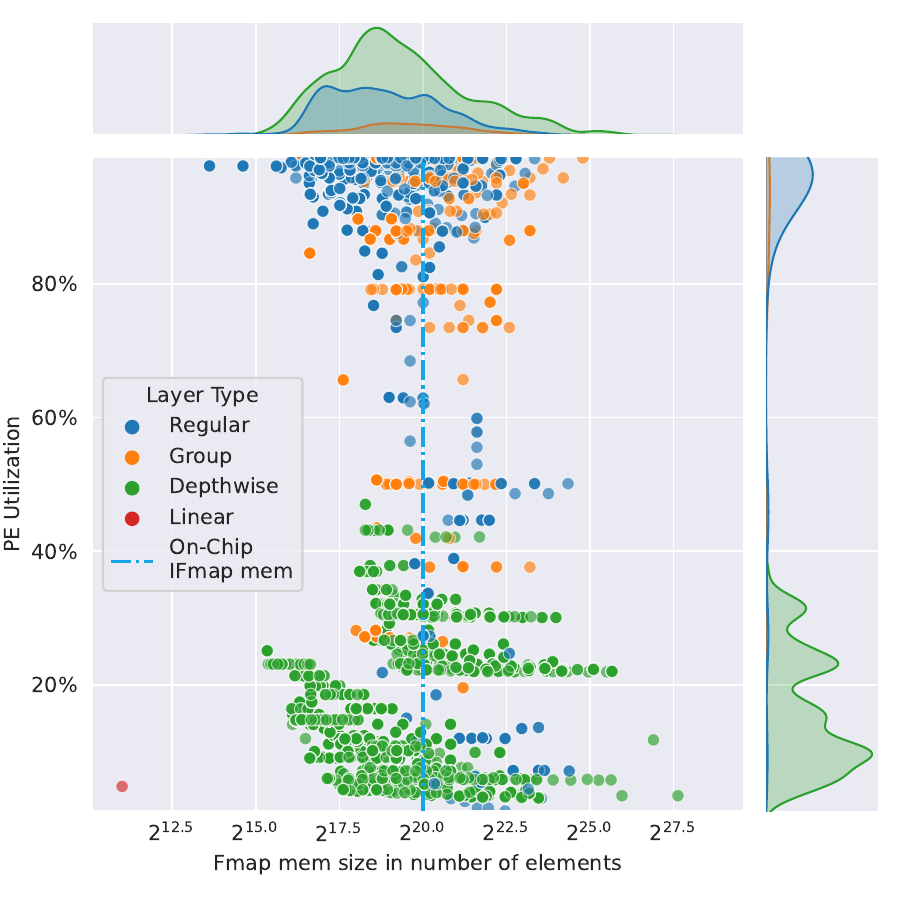 80%
60%
40%
20%
PE Utilization
Layer Type
Regular
Group
Depthwise
Linear
On-Chip
IFmap mem
2^12.5 2^15.0 2^17.5 2^20.0 2^22.5 2^25.0 2^27.5
Fmap mem size in number of elements